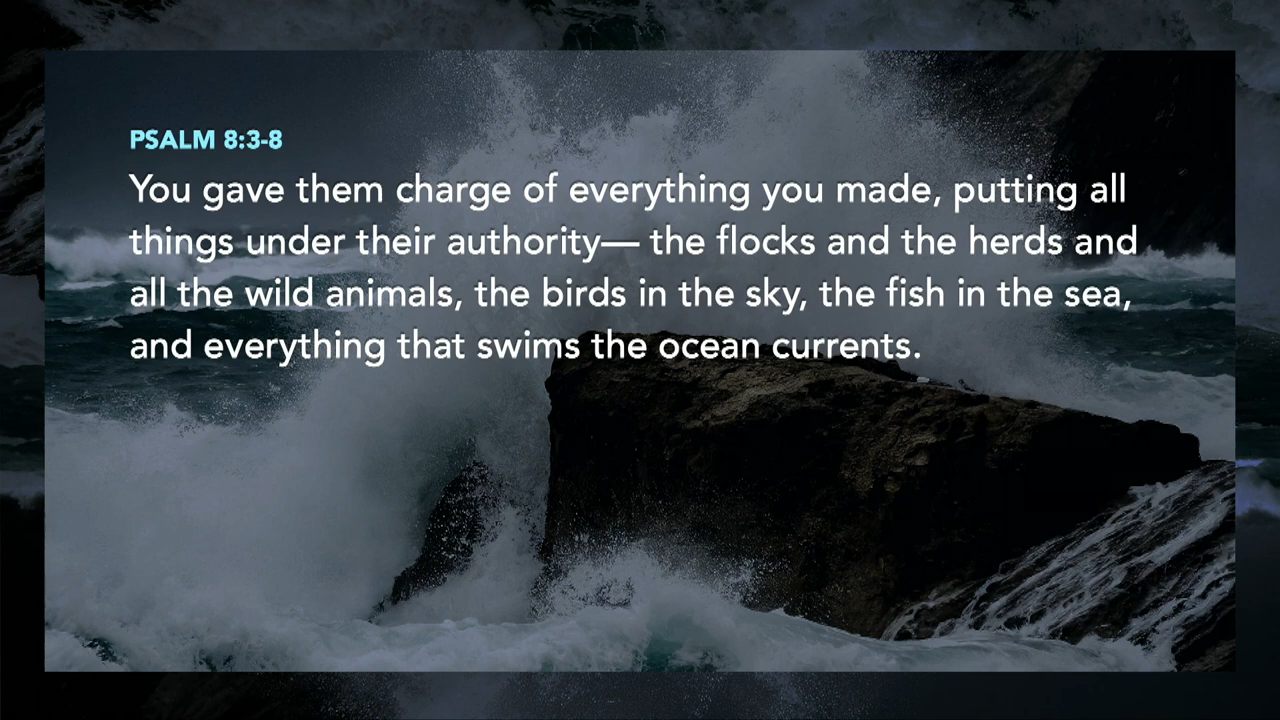 PSALM 8:3-8
You gave them charge of everything you made, putting all
things under their authority— the flocks and the herds and
all the wild animals, the birds in the sky, the fish in the sea,
and everything that swims the ocean currents.